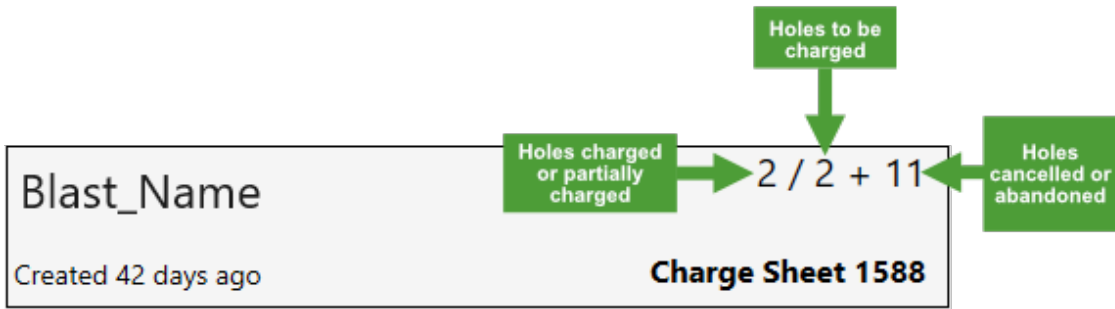 Holes to be
charged
Holes charged
or partially
charged
2 / 2 + 11
Holes
cancelled or
abandoned
Blast_Name
Created 42 days ago
Charge Sheet 1588